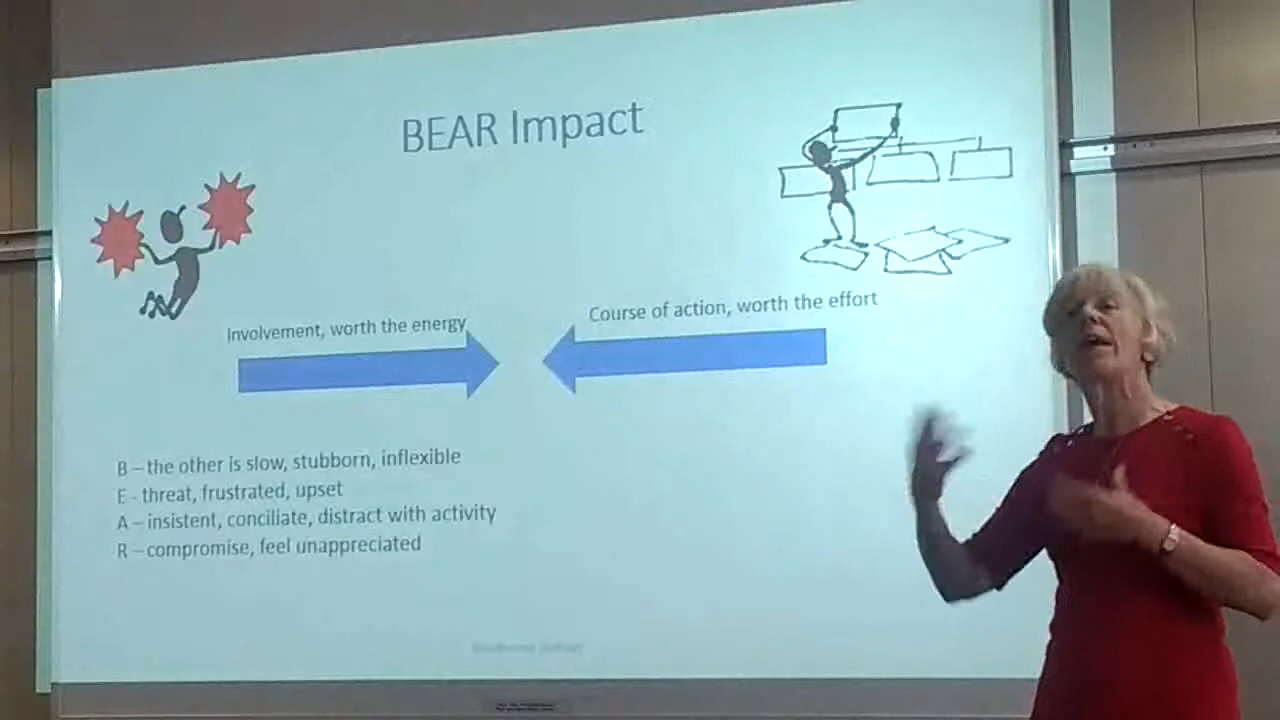 BEAR Impact
Involvement, worth the energy
Course of action, worth the effort
B – the other is slow, stubborn, inflexible
E - threat, frustrated, upset
A – insistent, conciliate, distract with activity
R – compromise, feel unappreciated